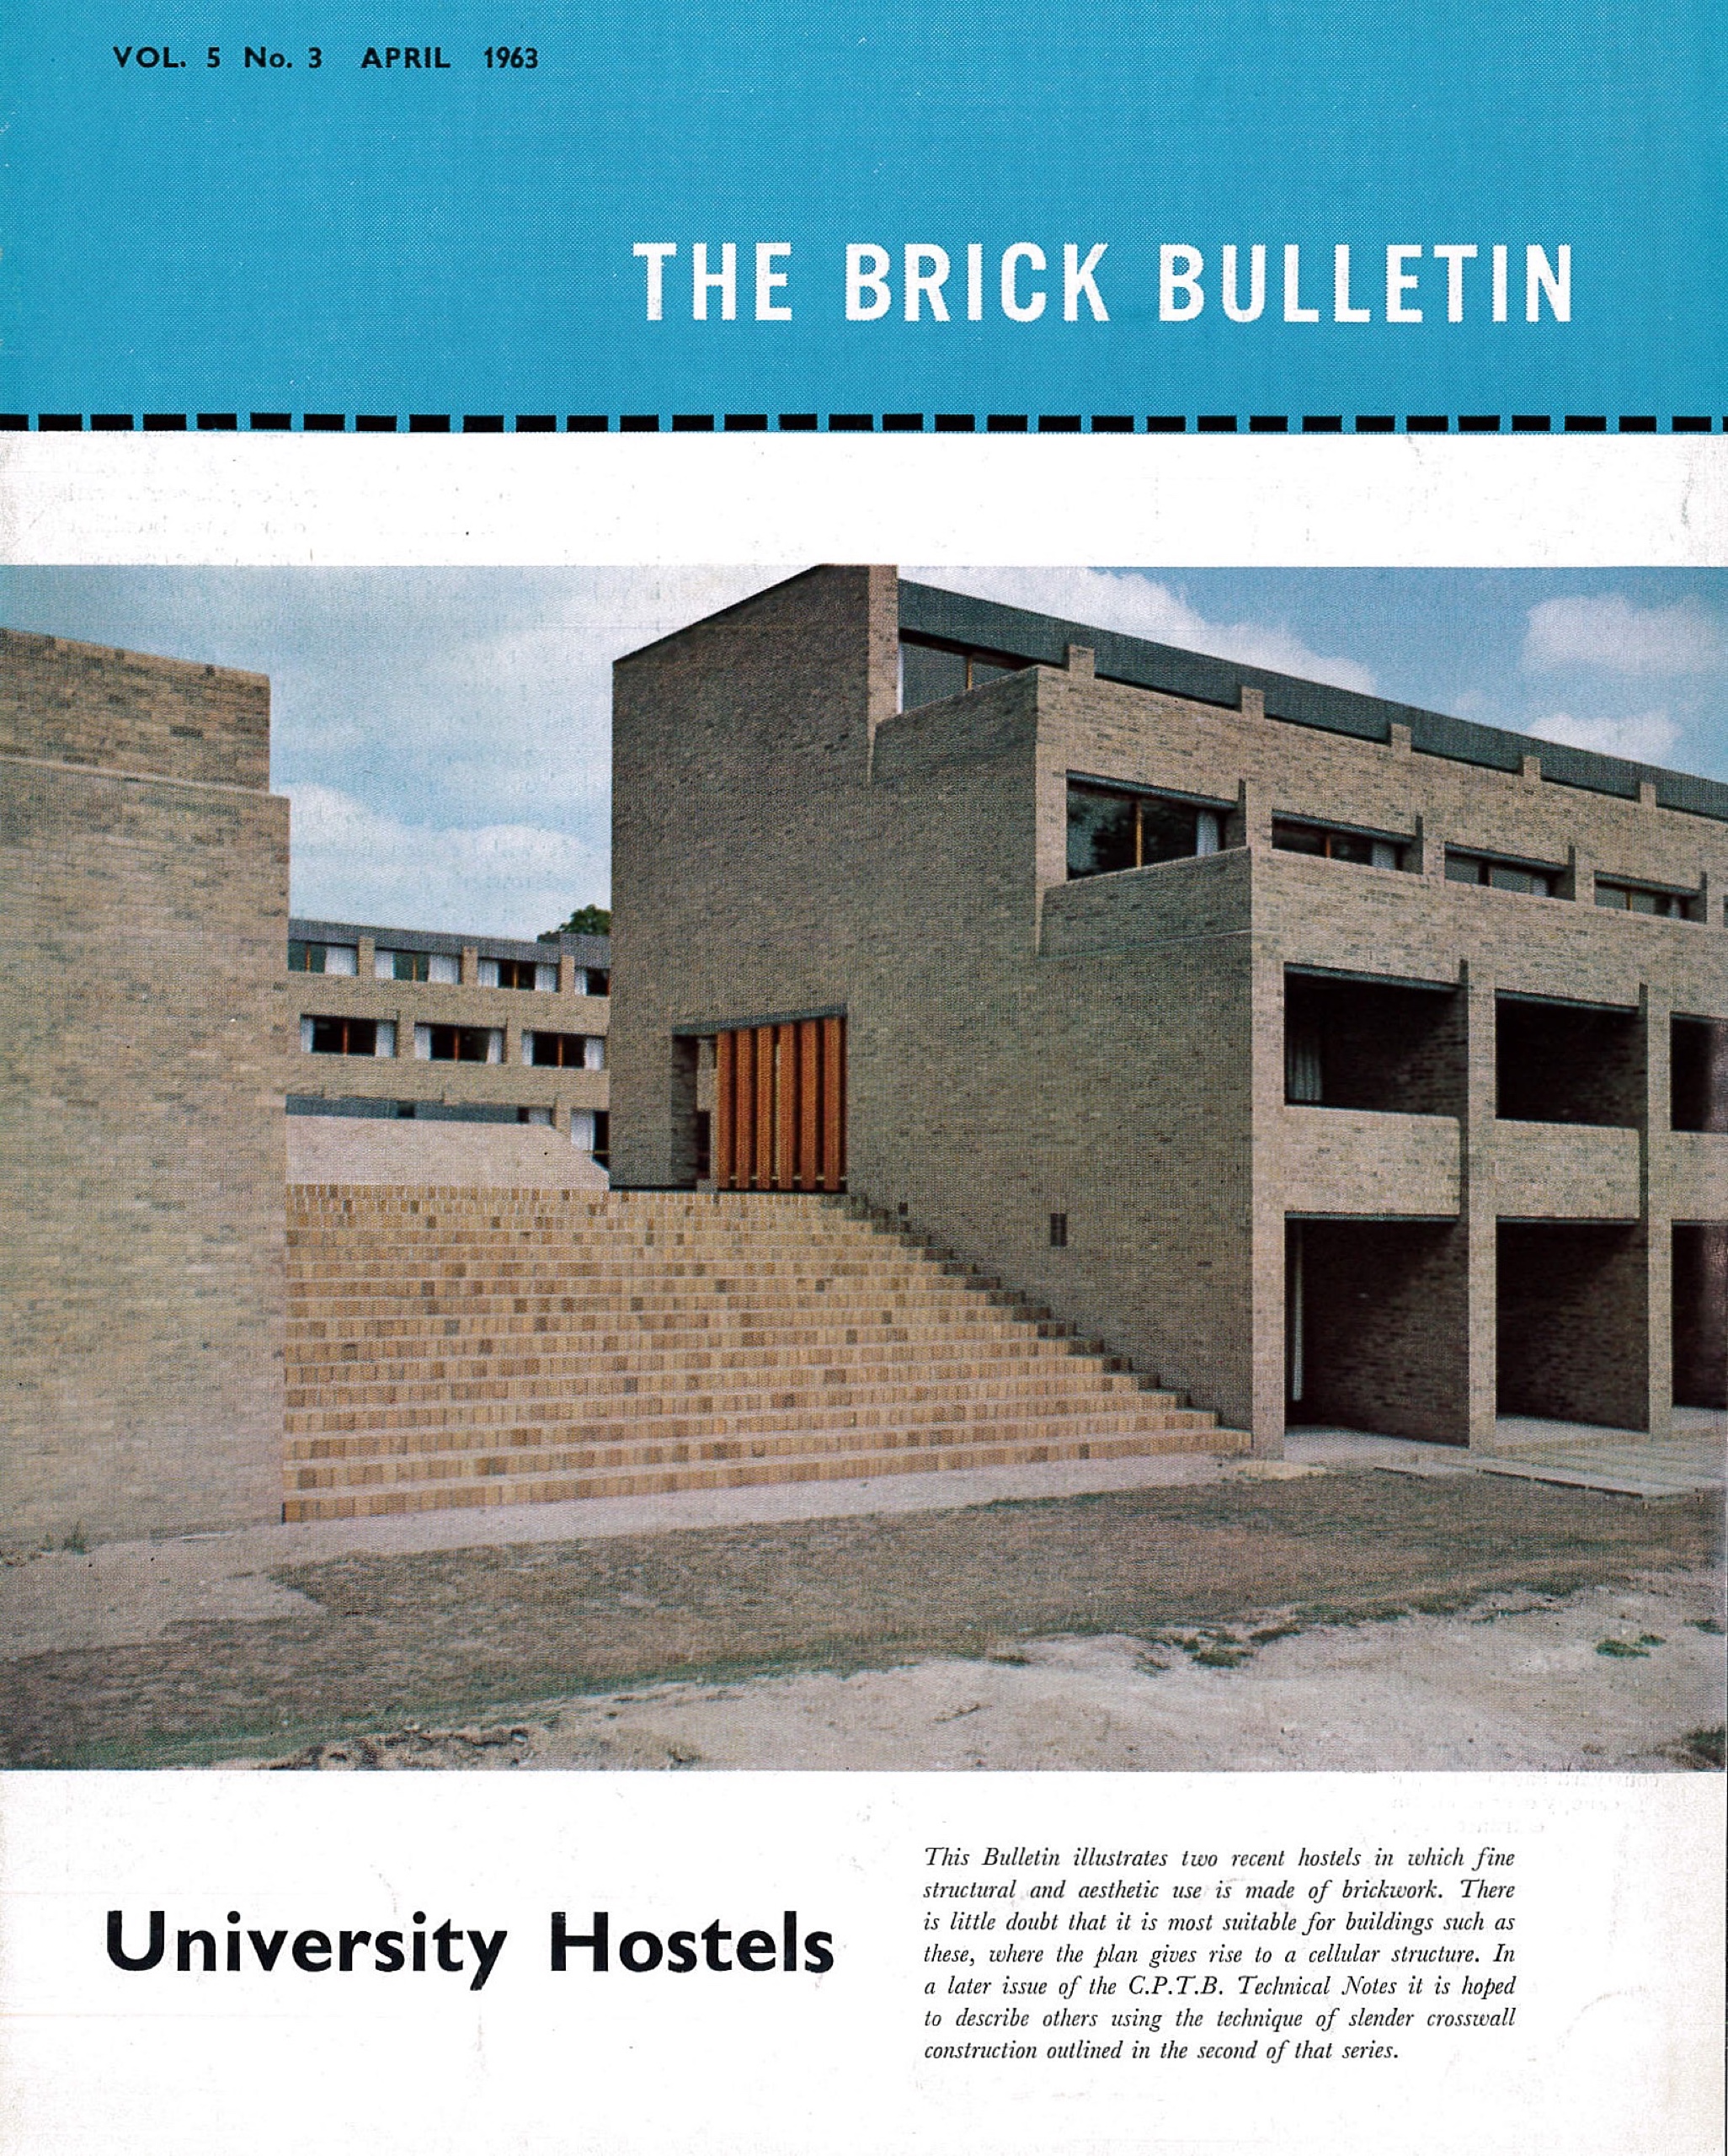 VOL. 5 No. 3 APRIL 1963
THE BRICK BULLETIN
University Hostels
This Bulletin illustrates two recent hostels in which fine
structural and aesthetic use is made of brickwork. There
is little doubt that it is most suitable for buildings such as
these, where the plan gives rise to a cellular structure. In
a later issue of the C.P.T.B. Technical Notes it is hoped
to describe others using the technique of slender crosswall
construction outlined in the second of that series.